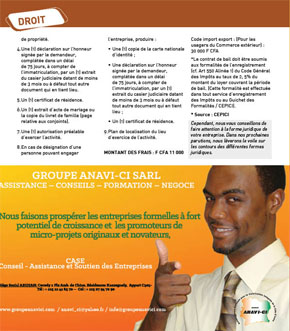 DROIT
de propriété.
4. Une (1) déclaration sur l'honneur
signée par le demandeur,
complétée dans un délai
de 75 jours, à compter de
l'immatriculation, par un (1) extrait
du casier judiciaire datant de moins
de 3 mois ou à défaut tout autre
document qui en tient lieu.
5. Un (1) certificat de résidence.
6. Un (1) extrait d'acte de mariage ou
la copie du livret de famille (page
relative aux conjoints).
7. Une (1) autorisation préalable
d'exercer l'activité.
8. En cas de désignation d'une
personne pouvant engager
l'entreprise, produire :
• Une (1) copie de la carte nationale
d'identité ;
• Une déclaration sur l'honneur
signée par le demandeur,
complétée dans un délai
de 75 jours, à compter de
l'immatriculation, par un extrait
du casier judiciaire datant de moins
de 3 mois ou à défaut tout autre
document qui en tient
lieu ;
• Un (1) certificat de résidence.
9. Plan de localisation du lieu
d'exercice de l'activité.
MONTANT DES FRAIS : F CFA 11 000
Code import export : (Pour les
usagers du Commerce extérieur) :
30 000 F CFA
*Le contrat de bail doit être soumis
aux formalités de l'enregistrement
(cf. Art 550 Alinéa 1) du Code Général
des Impôts au taux de 2,5% du
montant du loyer couvrant la période
de bail. (Cette formalité est effectuée
dans tout service d'enregistrement
des Impôts ou au Guichet des
Formalités / CEPICI).
* Source : CEPICI
Cependant, nous vous conseillons de
faire attention à la forme juridique de
votre entreprise. Dans nos prochaines
parutions, nous lèverons le voile sur
les contours des différentes formes
juridiques.
GROUPE ANAVI-CI SARL
ASSISTANCE – CONSEILS – FORMATION – NEGOCE
Nous faisons prospérer les entreprises formelles à fort
potentiel de croissance et les promoteurs de
micro-projets originaux et novateurs,
CASE
Conseil - Assistance et Soutien des Entreprises
ANAVI-CI